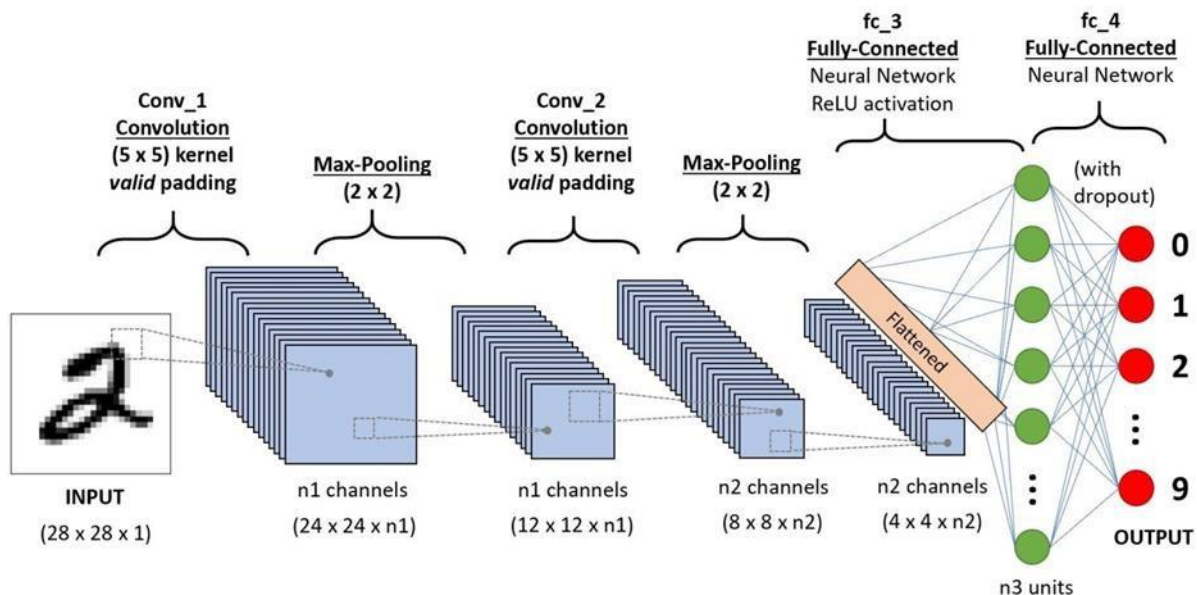 Conv_1
Convolution
(5 x 5) kernel
valid padding
Max-Pooling
(2 x 2)
Conv_2
Convolution
(5 x 5) kernel
valid padding
Max-Pooling
(2 x 2)
fc_3
Fully-Connected
Neural Network
ReLU activation
fc_4
Fully-Connected
Neural Network
(with
dropout)
2
INPUT
(28 x 28 x 1)
n1 channels
(24 x 24 x n1)
n1 channels
(12 x 12 x n1)
n2 channels
(8 x 8 x n2)
n2 channels
(4 x 4 x n2)
Flattened
n3 units
0
1
2
9
OUTPUT